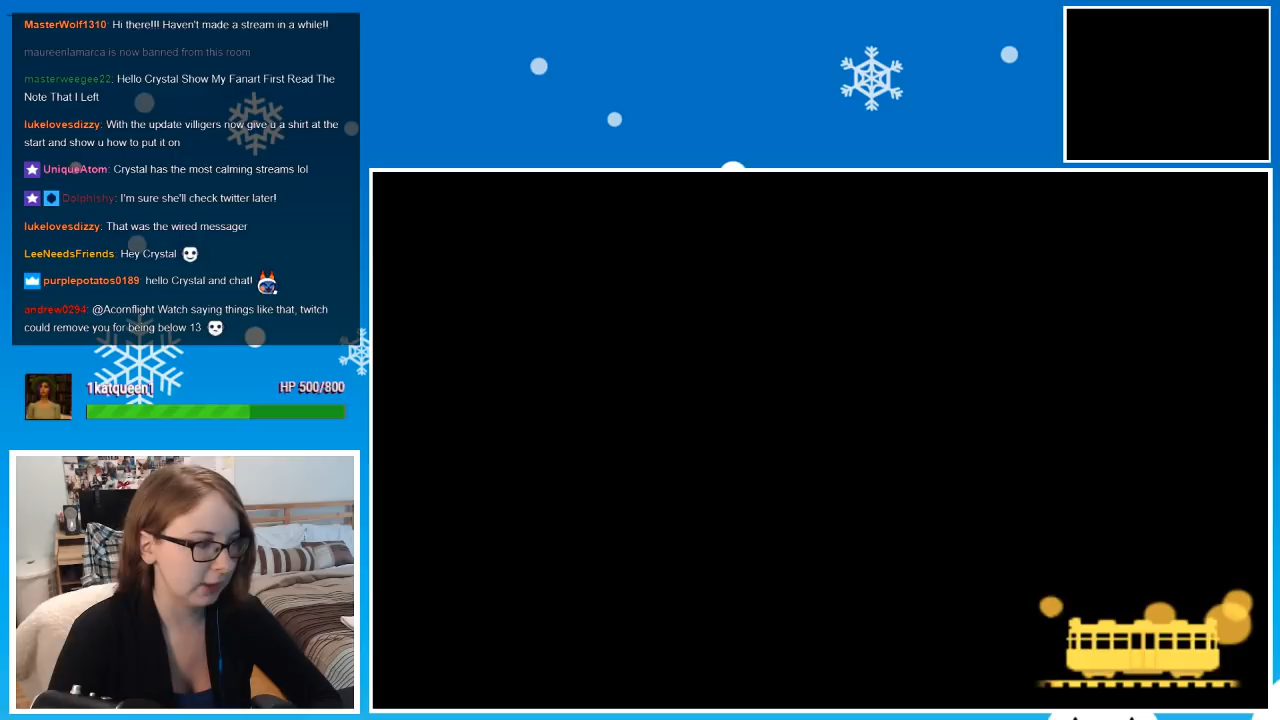 MasterWolf1310: Hi there!!! Haven't made a stream in a while!!
maureenlamarca is now banned from this room
masterweegee22: Hello Crystal Show My Fanart First Read The
Note That I Left
lukelovesdizzy: With the update villigers now give u a shirt at the
start and show u how to put it on
UniqueAtom: Crystal has the most calming streams lol
Dolphishy: I'm sure she'll check twitter later!
lukelovesdizzy: That was the wired messager
LeeNeedsFriends: Hey Crystal
purplepotatos0189: hello Crystal and chat!
andrew0294: @Acornflight Watch saying things like that, twitch
could remove you for being below 13
1katqueen1 HP 500/800